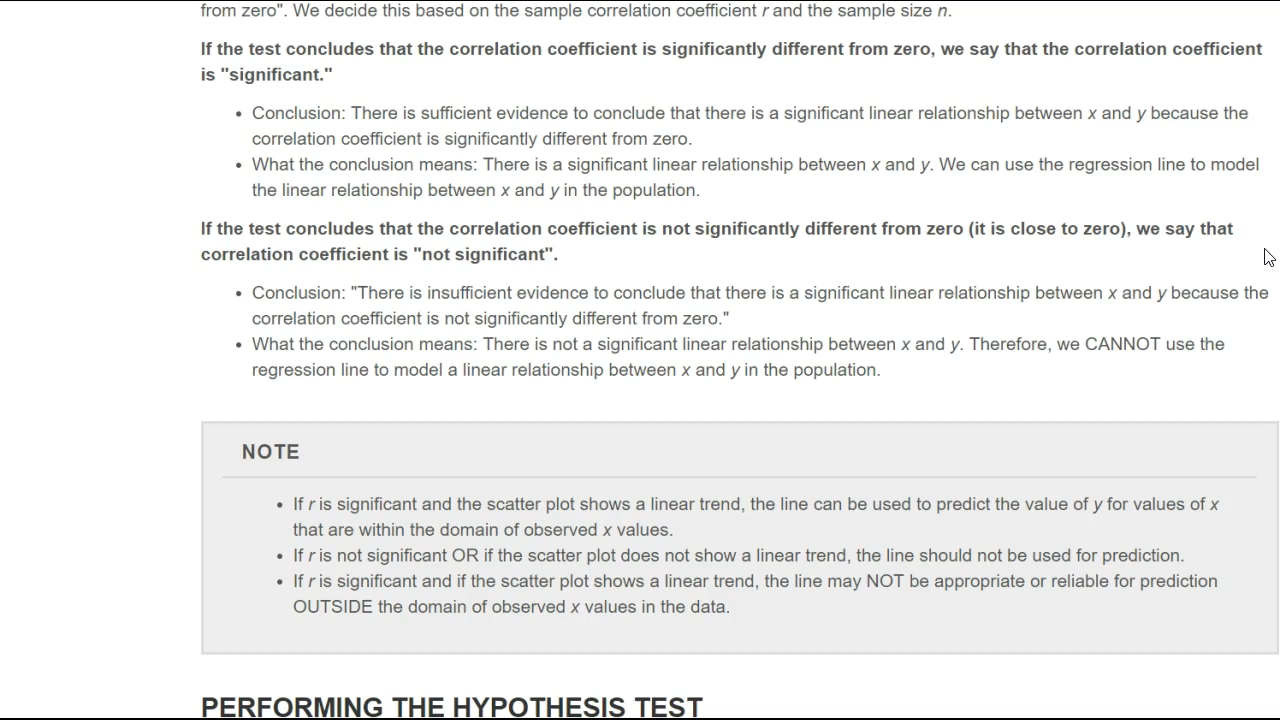 from zero". We decide this based on the sample correlation coefficient r and the sample size n.
If the test concludes that the correlation coefficient is significantly different from zero, we say that the correlation coefficient
is "significant."
• Conclusion: There is sufficient evidence to conclude that there is a significant linear relationship between x and y because the
correlation coefficient is significantly different from zero.
• What the conclusion means: There is a significant linear relationship between x and y. We can use the regression line to model
the linear relationship between x and y in the population.
If the test concludes that the correlation coefficient is not significantly different from zero (it is close to zero), we say that
correlation coefficient is "not significant".
• Conclusion: "There is insufficient evidence to conclude that there is a significant linear relationship between x and y because the
correlation coefficient is not significantly different from zero."
• What the conclusion means: There is not a significant linear relationship between x and y. Therefore, we CANNOT use the
regression line to model a linear relationship between x and y in the population.
NOTE
• If r is significant and the scatter plot shows a linear trend, the line can be used to predict the value of y for values of x
that are within the domain of observed x values.
• If r is not significant OR if the scatter plot does not show a linear trend, the line should not be used for prediction.
• If r is significant and if the scatter plot shows a linear trend, the line may NOT be appropriate or reliable for prediction
OUTSIDE the domain of observed x values in the data.
PERFORMING THE HYPOTHESIS TEST